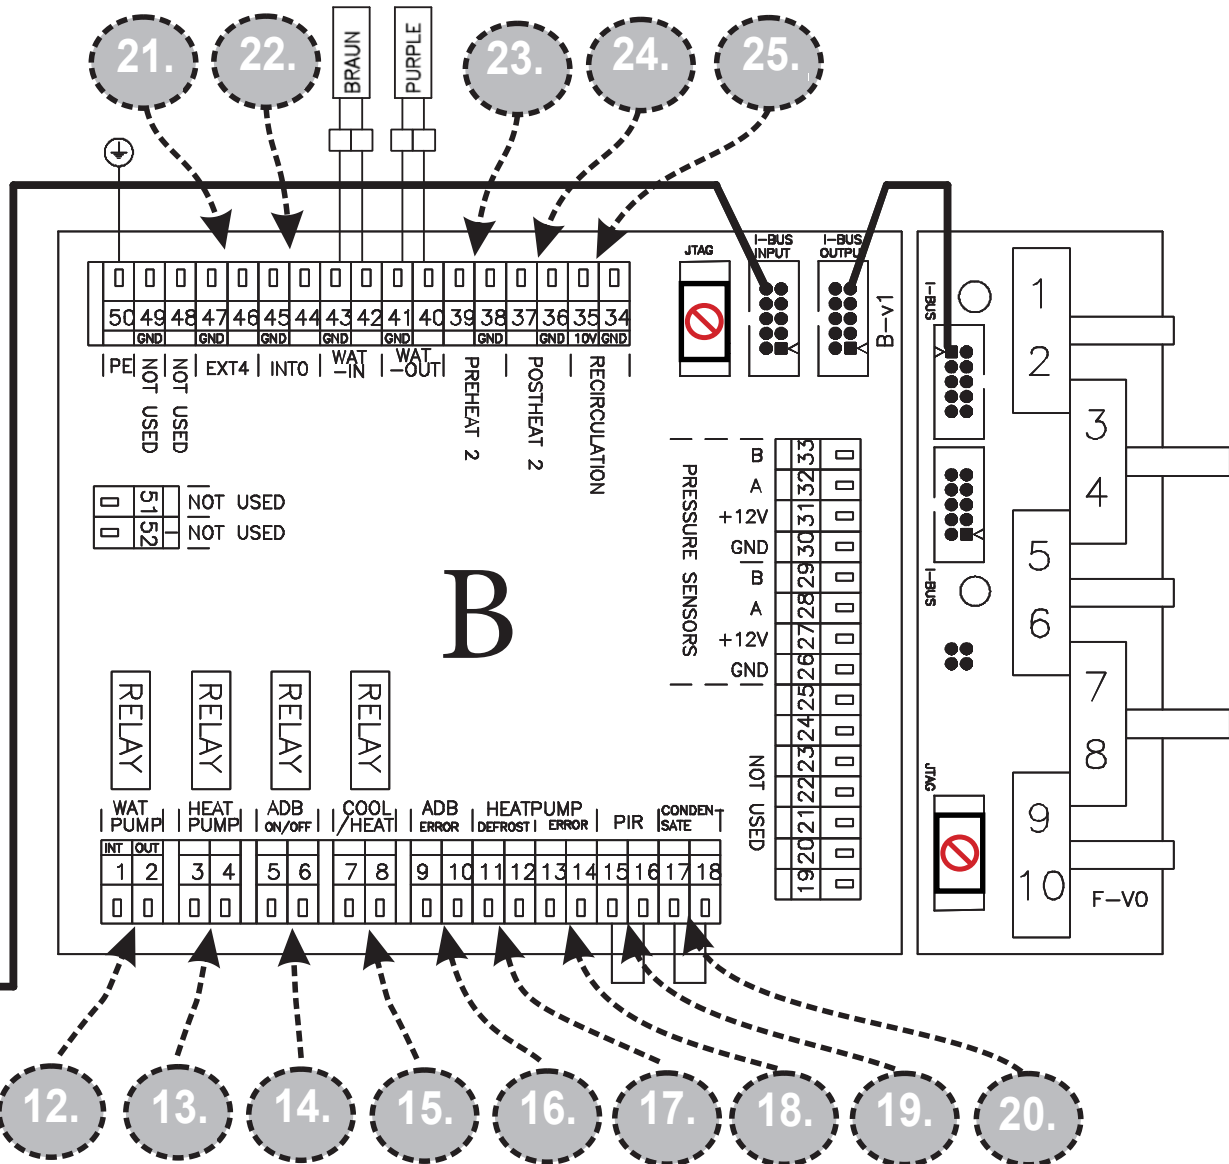 21. 22. BRAUN PURPLE 23. 24. 25.
JTAG
I-BUS
INPUT
I-BUS
OUTPUT
B-v1
50 49 48 47 46 45 44 43 42 41 40 39 38 37 36 35 34
GND GND GND GND GND GND GND 10V GND
PE
NOT USED
NOT USED
EXT4
INT0
WAT
-IN
WAT
-OUT
PREHEAT 2
POSTHEAT 2
RECIRCULATION
51 NOT USED
52 NOT USED
B
PRESSURE SENSORS
B 33
A 32
+12V 31
GND 30
B 29
A 28
+12V 27
GND 26
25
24
23
22
21
20
19
NOT USED
RELAY RELAY RELAY RELAY
WAT
PUMP
HEAT
PUMP
ADB
ON/OFF
COOL
/HEAT
ADB
ERROR
HEATPUMP
DEFROST ERROR
PIR
CONDEN-
SATE
INT OUT
1 2 3 4 5 6 7 8 9 10 11 12 13 14 15 16 17 18
I-BUS
I-BUS
JTAG
1
2
3
4
5
6
7
8
9
10
F-V0
12. 13. 14. 15. 16. 17. 18. 19. 20.